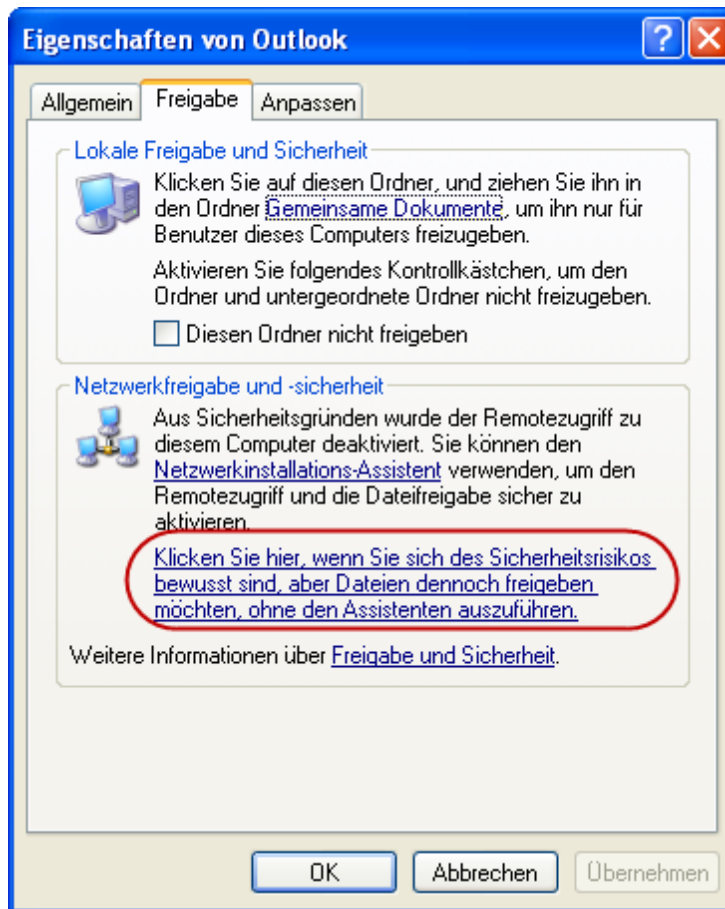 Eigenschaften von Outlook
Allgemein
Freigabe
Anpassen
Lokale Freigabe und Sicherheit
Klicken Sie auf diesen Ordner, und ziehen Sie ihn in
den Ordner Gemeinsame Dokumente, um ihn nur für
Benutzer dieses Computers freizugeben.
Aktivieren Sie folgendes Kontrollkästchen, um den
Ordner und untergeordnete Ordner nicht freizugeben.
Diesen Ordner nicht freigeben
Netzwerkfreigabe und -sicherheit
Aus Sicherheitsgründen wurde der Remotezugriff zu
diesem Computer deaktiviert. Sie können den
Netzwerkinstallations-Assistent verwenden, um den
Remotezugriff und die Dateifreigabe sicher zu
aktivieren.
Klicken Sie hier, wenn Sie sich des Sicherheitsrisikos
bewusst sind, aber Dateien dennoch freigeben
möchten, ohne den Assistenten auszuführen.
Weitere Informationen über Freigabe und Sicherheit.
OK
Abbrechen
Übernehmen